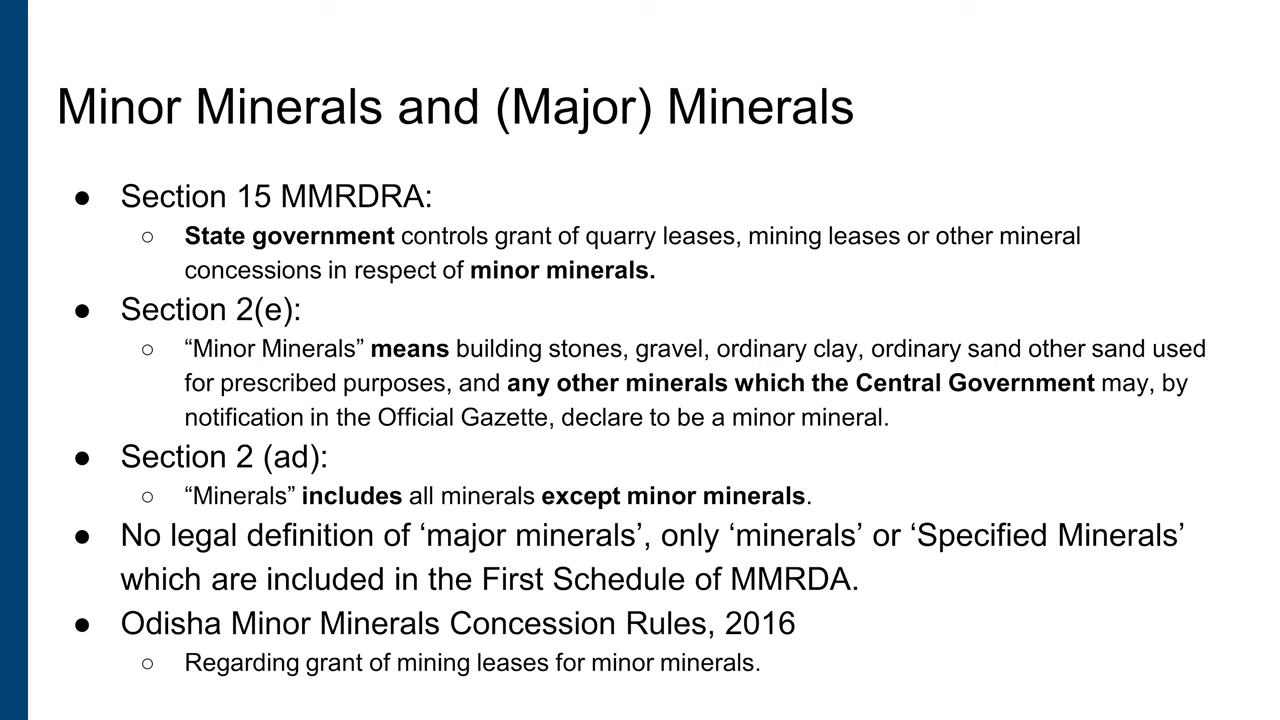 Minor Minerals and (Major) Minerals
● Section 15 MMRDRA:
○ State government controls grant of quarry leases, mining leases or other mineral
concessions in respect of minor minerals.
● Section 2(e):
○ “Minor Minerals” means building stones, gravel, ordinary clay, ordinary sand other sand used
for prescribed purposes, and any other minerals which the Central Government may, by
notification in the Official Gazette, declare to be a minor mineral.
● Section 2 (ad):
○ “Minerals” includes all minerals except minor minerals.
● No legal definition of ‘major minerals’, only ‘minerals’ or ‘Specified Minerals’
which are included in the First Schedule of MMRDA.
● Odisha Minor Minerals Concession Rules, 2016
○ Regarding grant of mining leases for minor minerals.